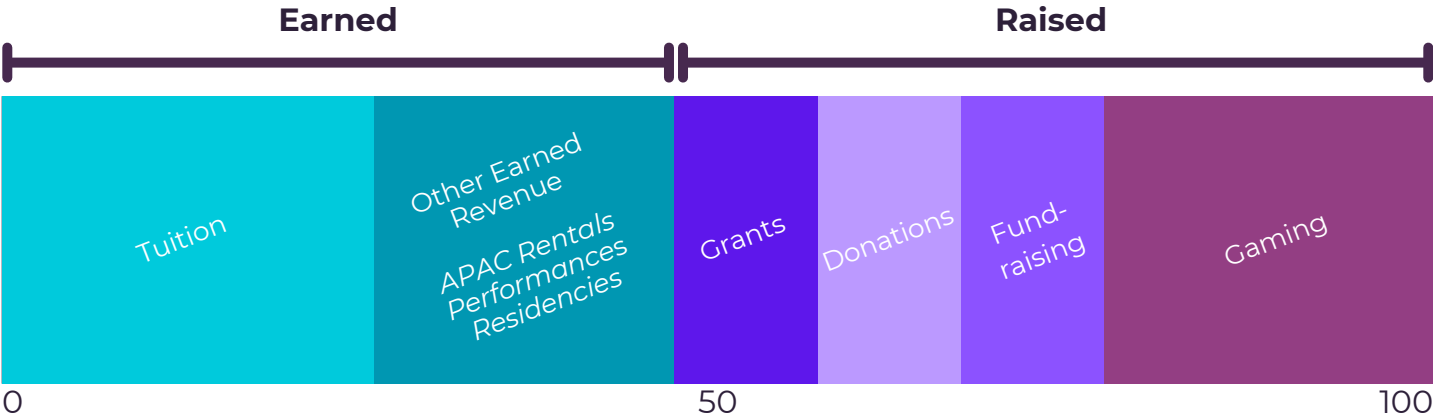 Earned
Raised
Tuition
Other Earned
Revenue
APAC Rentals
Performances
Residencies
Grants
Donations
Fund-
raising
Gaming
0
50
100